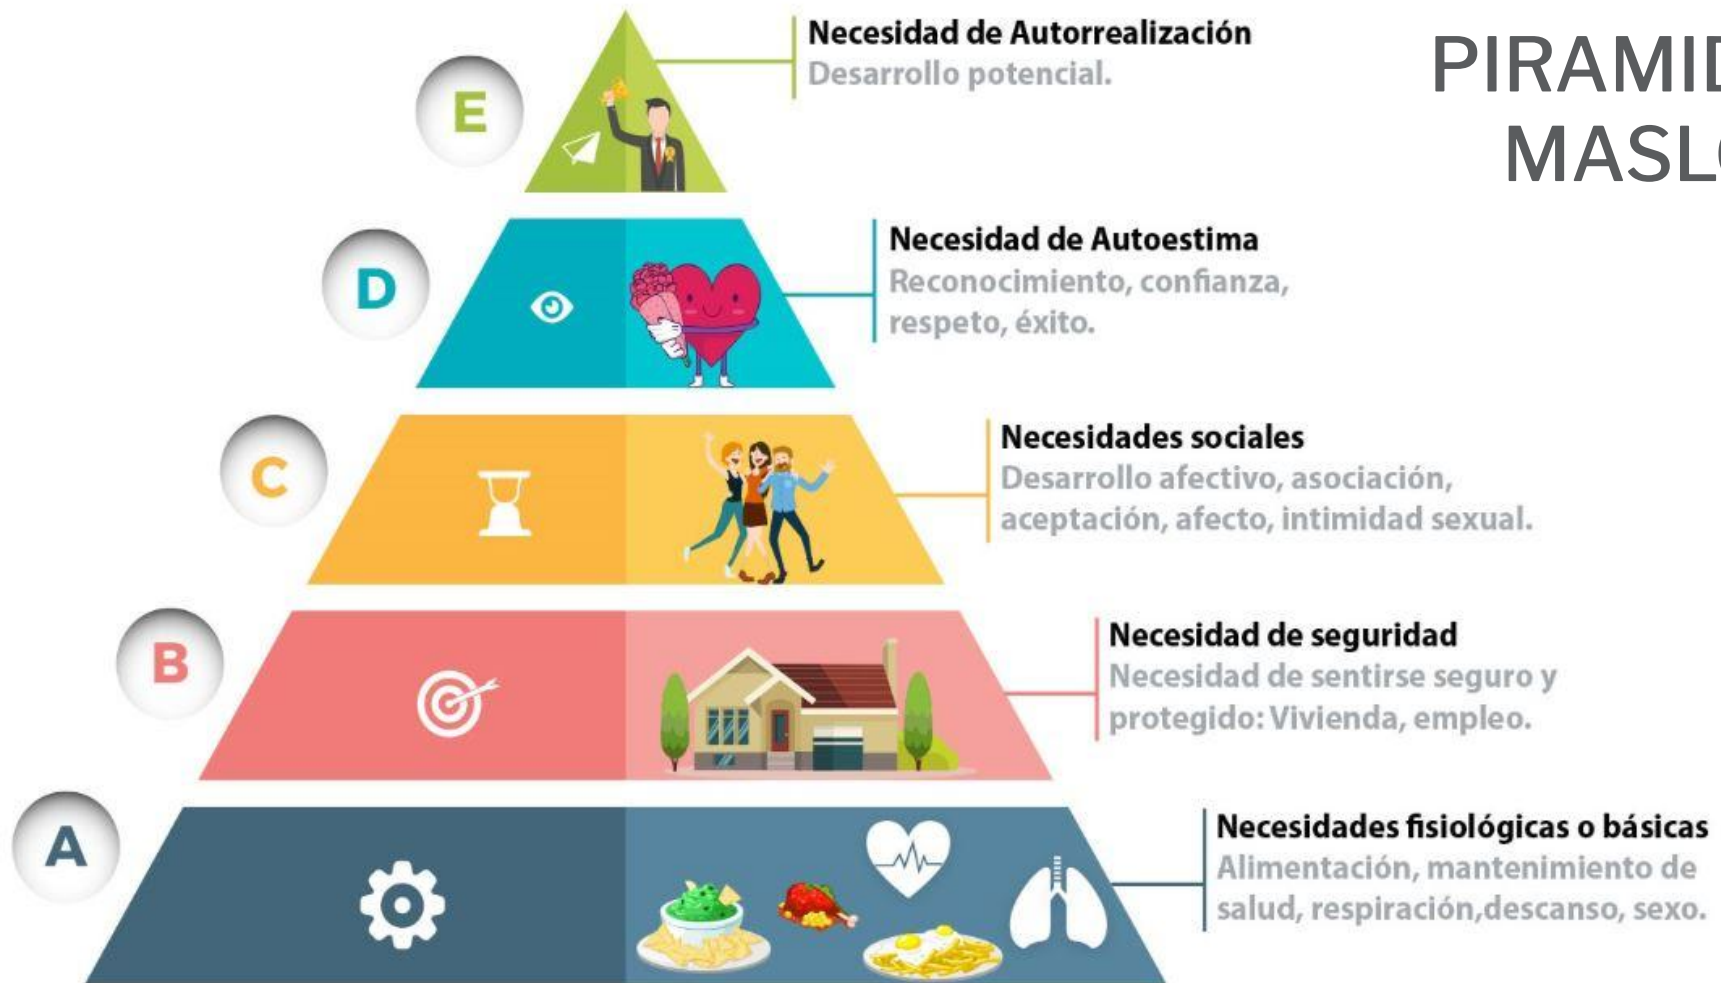 PIRAMID
MASLO
E
Necesidad de Autorrealización
Desarrollo potencial.
D
Necesidad de Autoestima
Reconocimiento, confianza,
respeto, éxito.
C
Necesidades sociales
Desarrollo afectivo, asociación,
aceptación, afecto, intimidad sexual.
B
Necesidad de seguridad
Necesidad de sentirse seguro y
protegido: Vivienda, empleo.
A
Necesidades fisiológicas o básicas
Alimentación, mantenimiento de
salud, respiración,descanso, sexo.